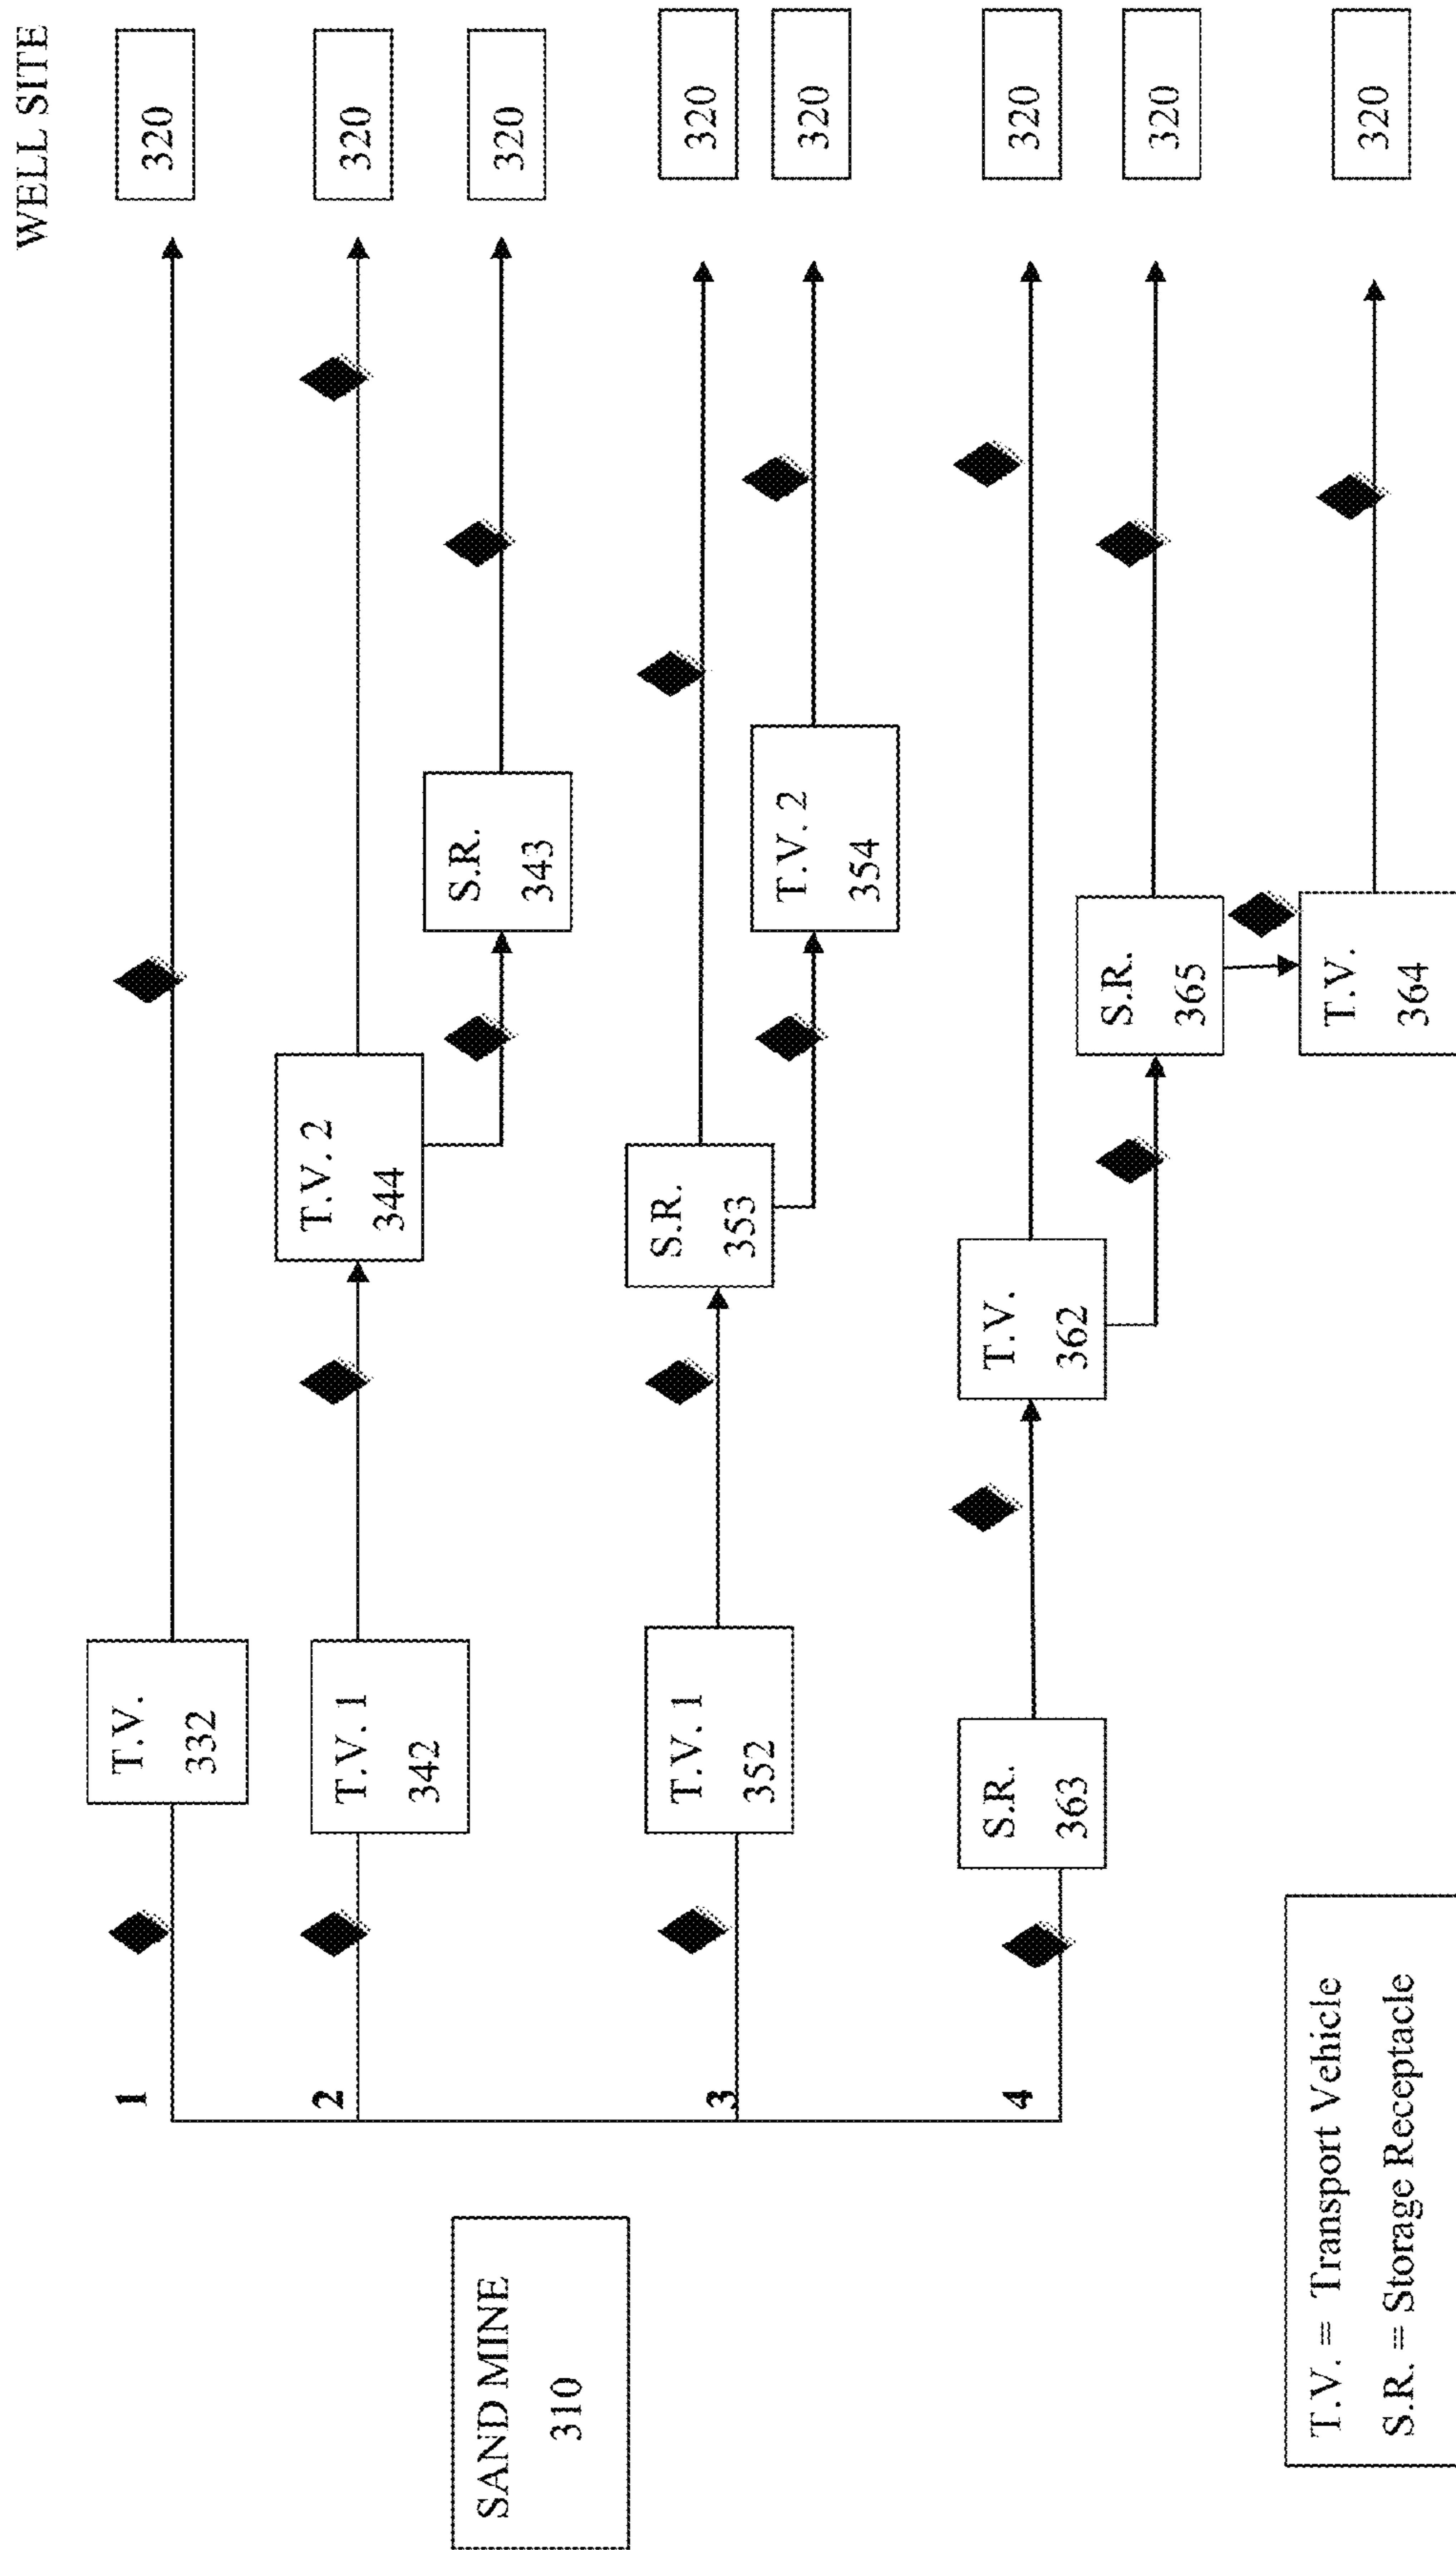 WELL SITE
1
T.V.
332
320
2
T.V. 1
342
T.V. 2
344
320
S.R.
343
320
SAND MINE
310
3
T.V. 1
352
S.R.
353
320
T.V. 2
354
320
4
S.R.
363
T.V.
362
320
S.R.
365
320
T.V.
364
320
T.V. = Transport Vehicle
S.R. = Storage Receptacle